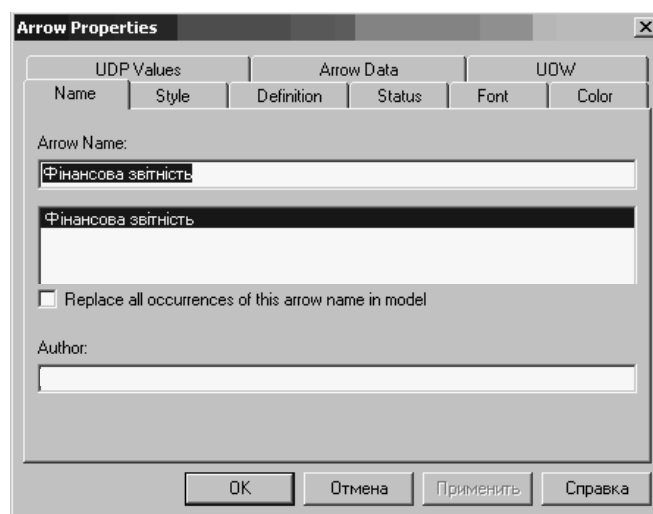 Arrow Properties
UDP Values Arrow Data UOW
Name Style Definition Status Font Color
Arrow Name:
Фінансова звітність
Фінансова звітність
Replace all occurrences of this arrow name in model
Author:
OK Отмена Применить Справка